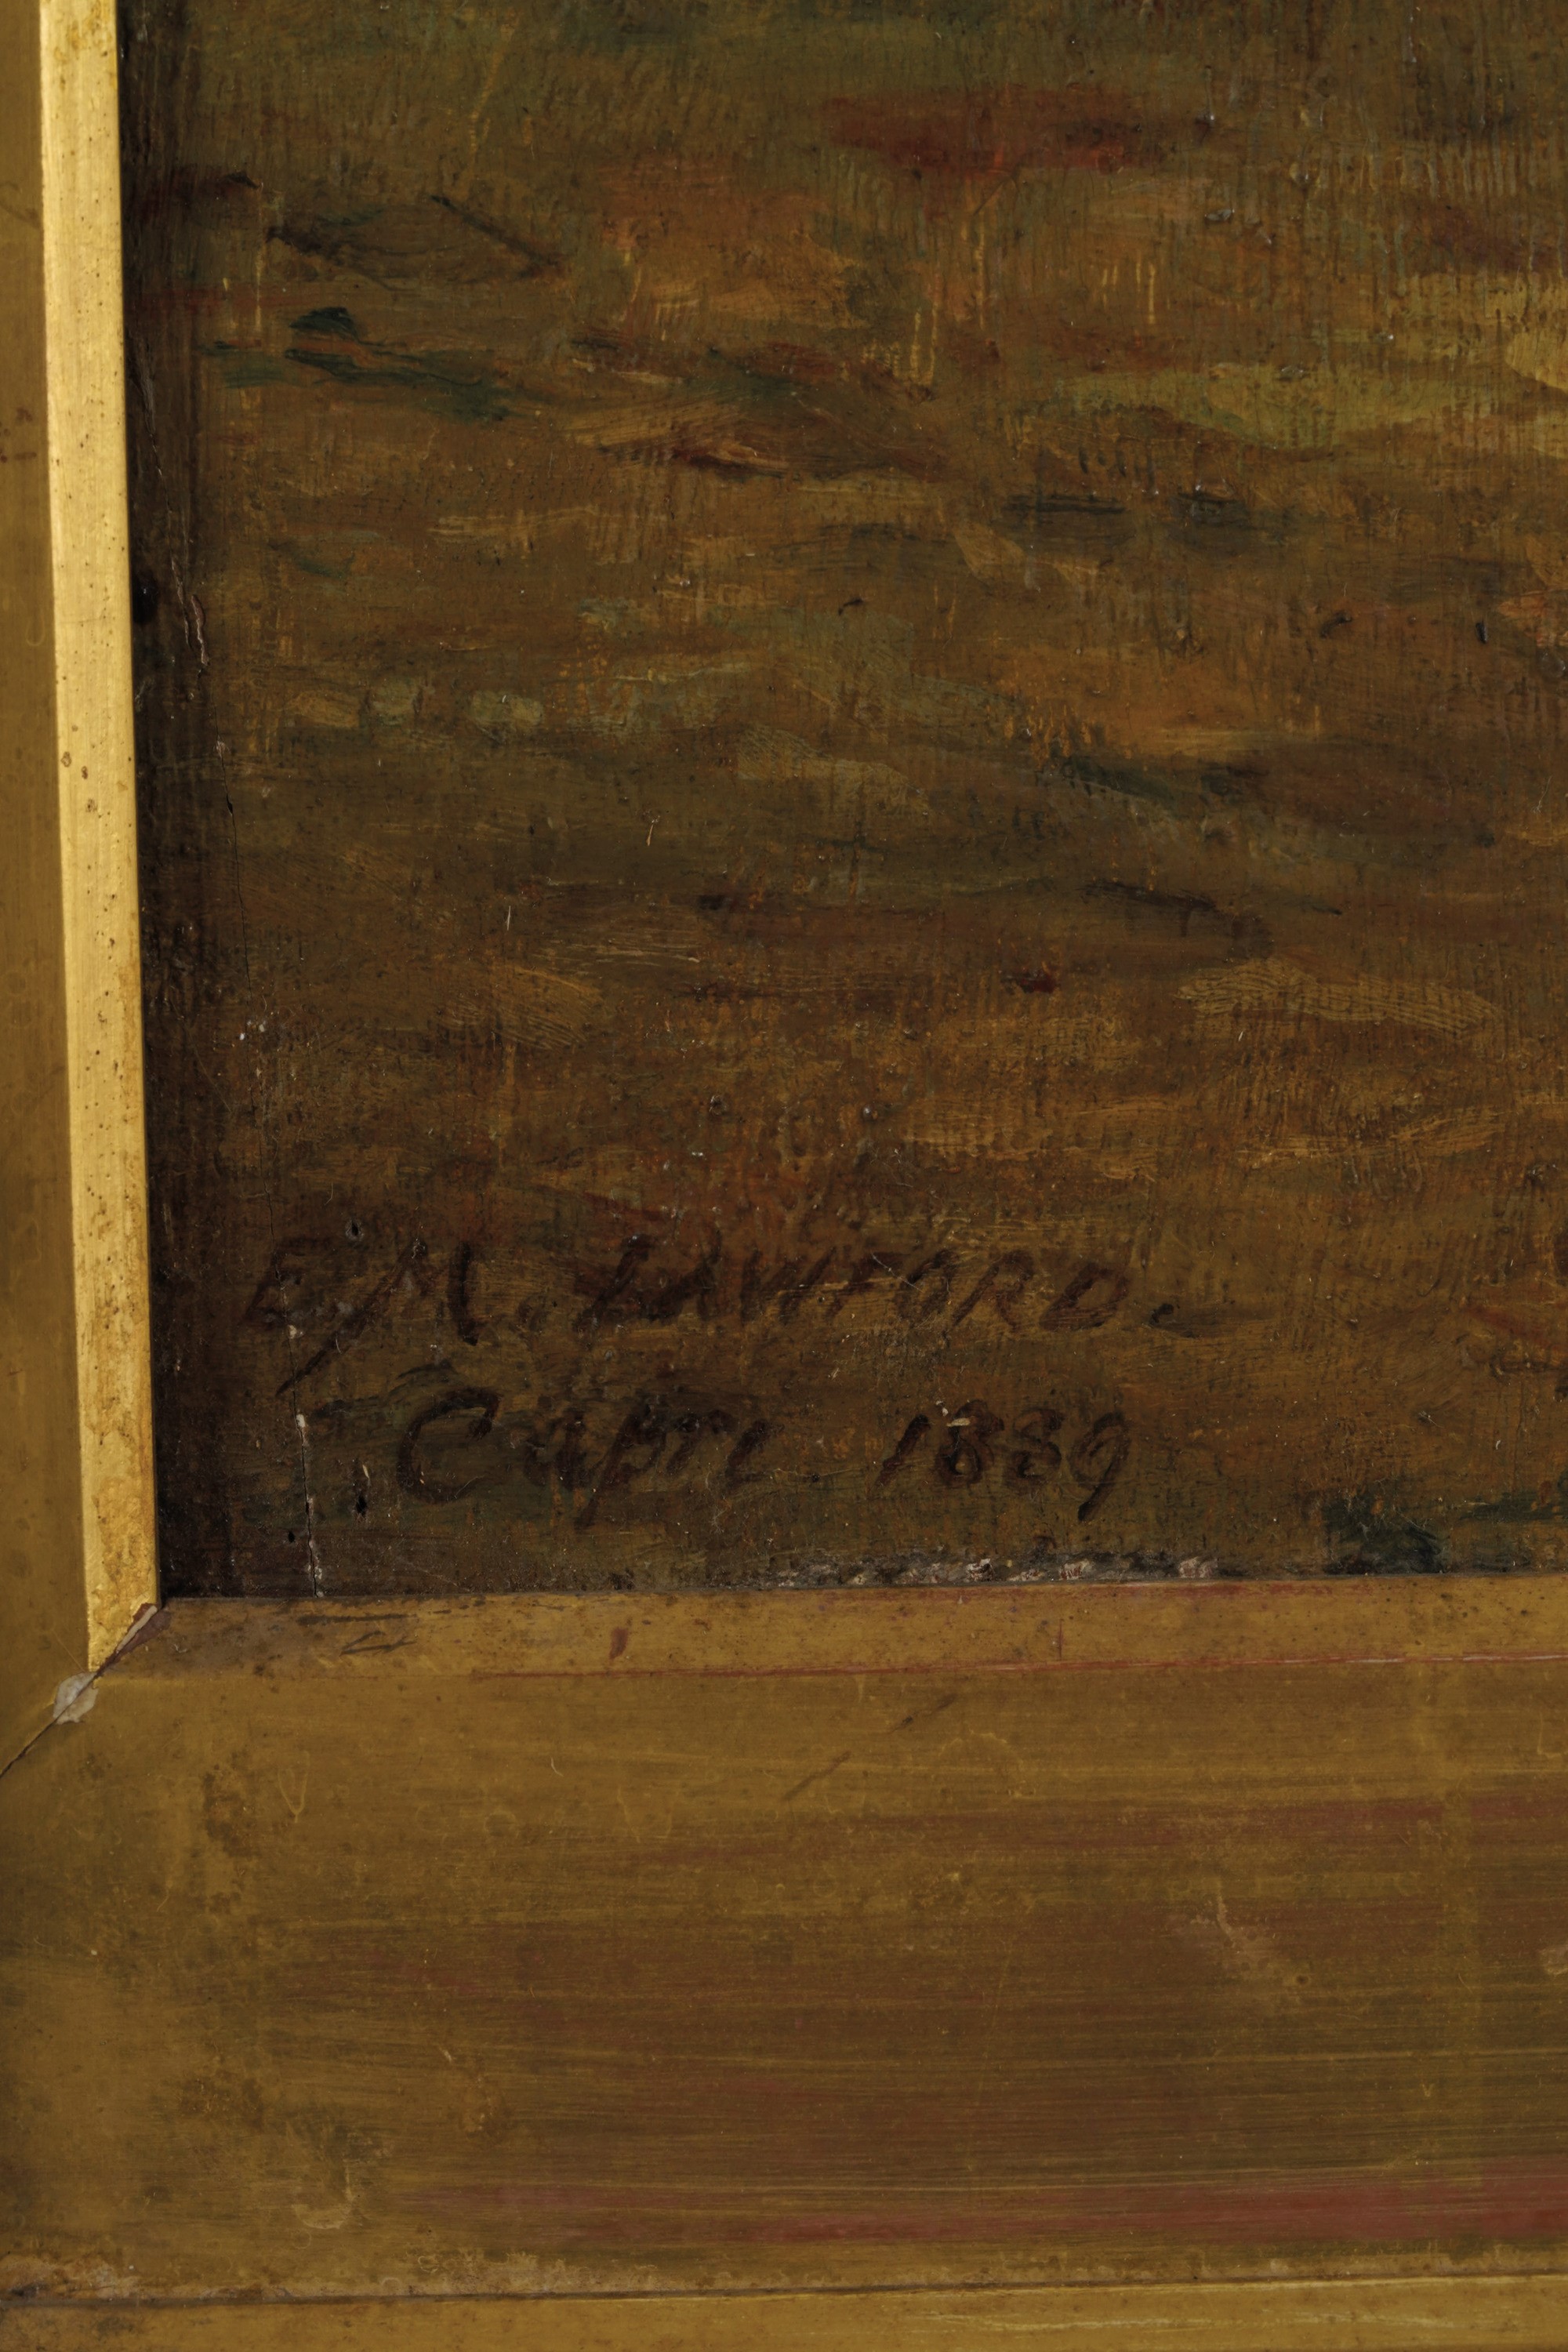 E. M. LAWFORD.
Capri 1889